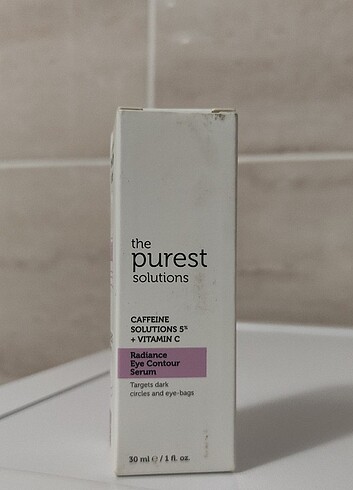 the
purest
solutions
CAFFEINE
SOLUTIONS 5%
+ VITAMIN C
Radiance
Eye Contour
Serum
Targets dark
circles and eye-bags
30 ml ℮ / 1 fl. oz.